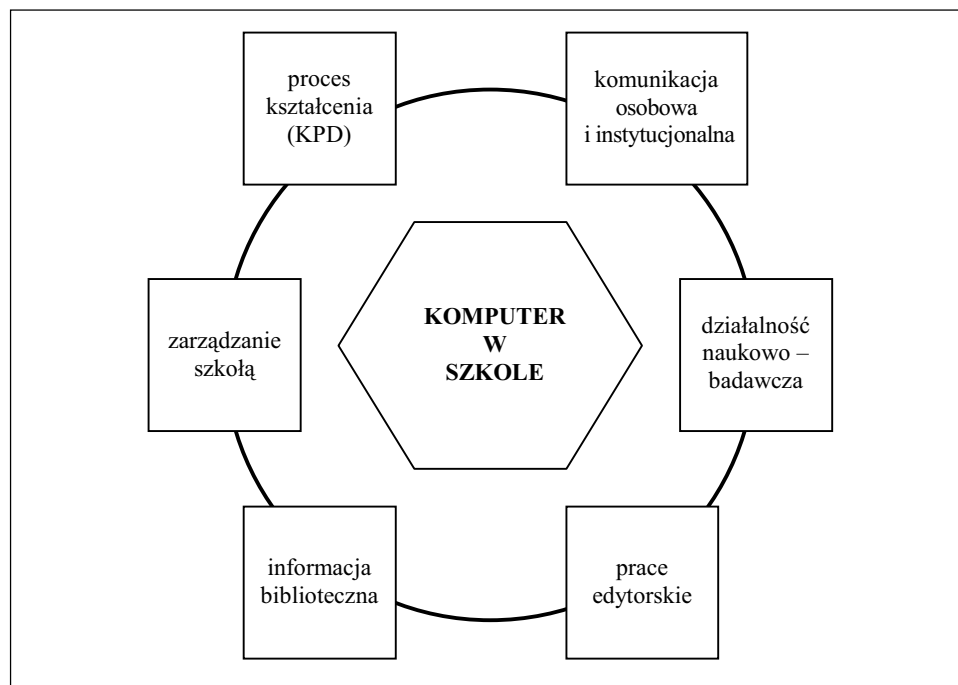 proces
kształcenia
(KPD)
komunikacja
osobowa
i instytucjonalna
zarządzanie
szkołą
KOMPUTER
W
SZKOLE
działalność
naukowo –
badawcza
informacja
biblioteczna
prace
edytorskie